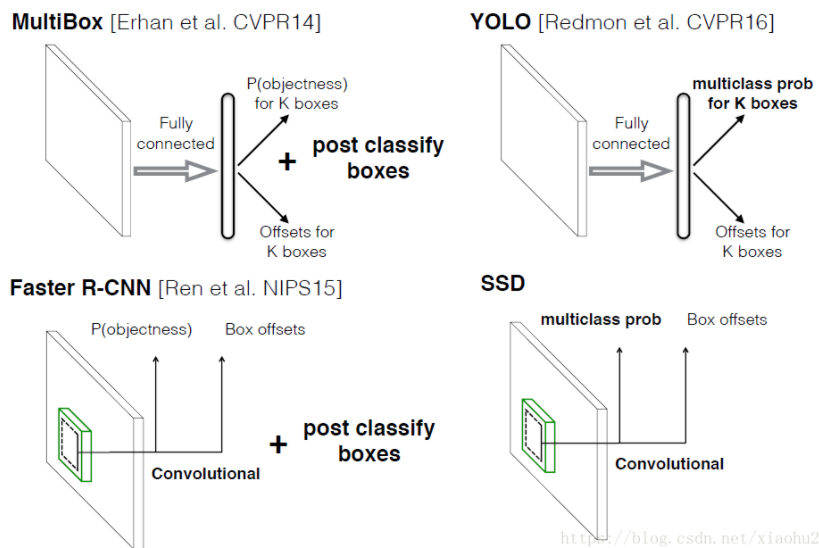 MultiBox [Erhan et al. CVPR14]
P(objectness)
for K boxes
Fully
connected
+ post classify
boxes
Offsets for
K boxes
YOLO [Redmon et al. CVPR16]
multiclass prob
for K boxes
Fully
connected
Offsets for
K boxes
Faster R-CNN [Ren et al. NIPS15]
P(objectness) Box offsets
+ post classify
boxes
Convolutional
SSD
multiclass prob Box offsets
Convolutional
https://blog.csdn.net/xiaohu2